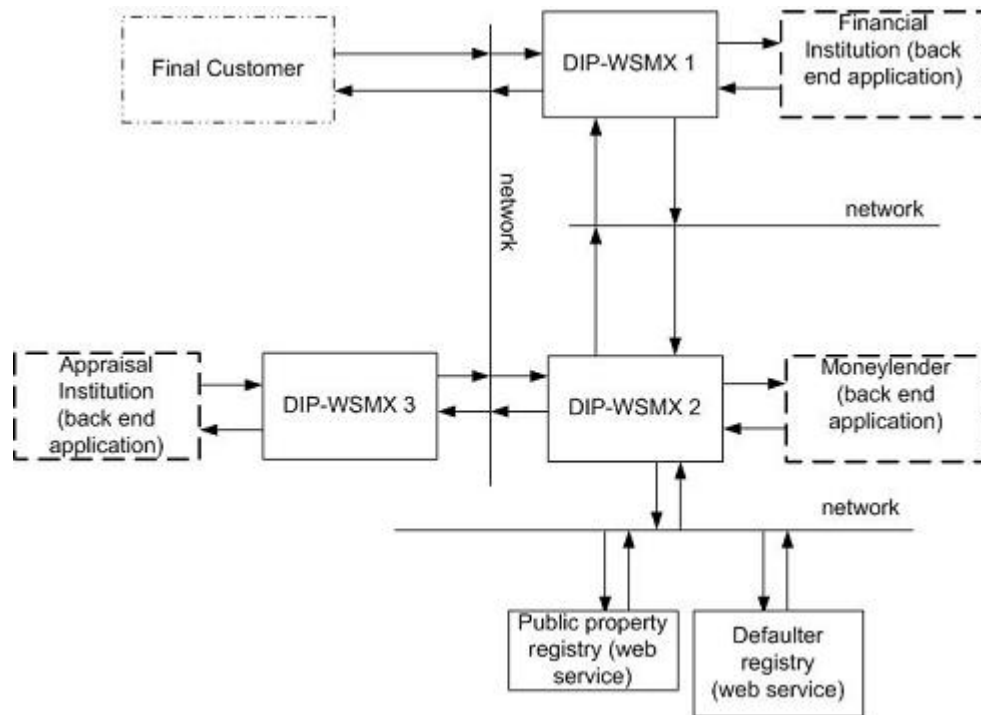 Final Customer
DIP-WSMX 1
Financial
Institution (back
end application)
network
network
Appraisal
Institution
(back end
application)
DIP-WSMX 3
DIP-WSMX 2
Moneylender
(back end
application)
network
Public property
registry (web
service)
Defaulter
registry
(web service)